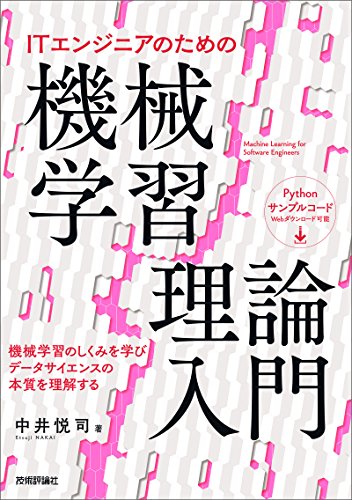 ITエンジニアのための
機械
学習
理論
入門
Machine Learning for
Software Engineers
Python
サンプルコード
Webダウンロード可能
機械学習のしくみを学び
データサイエンスの
本質を理解する
中井悦司 著
Etsuji NAKAI
技術評論社